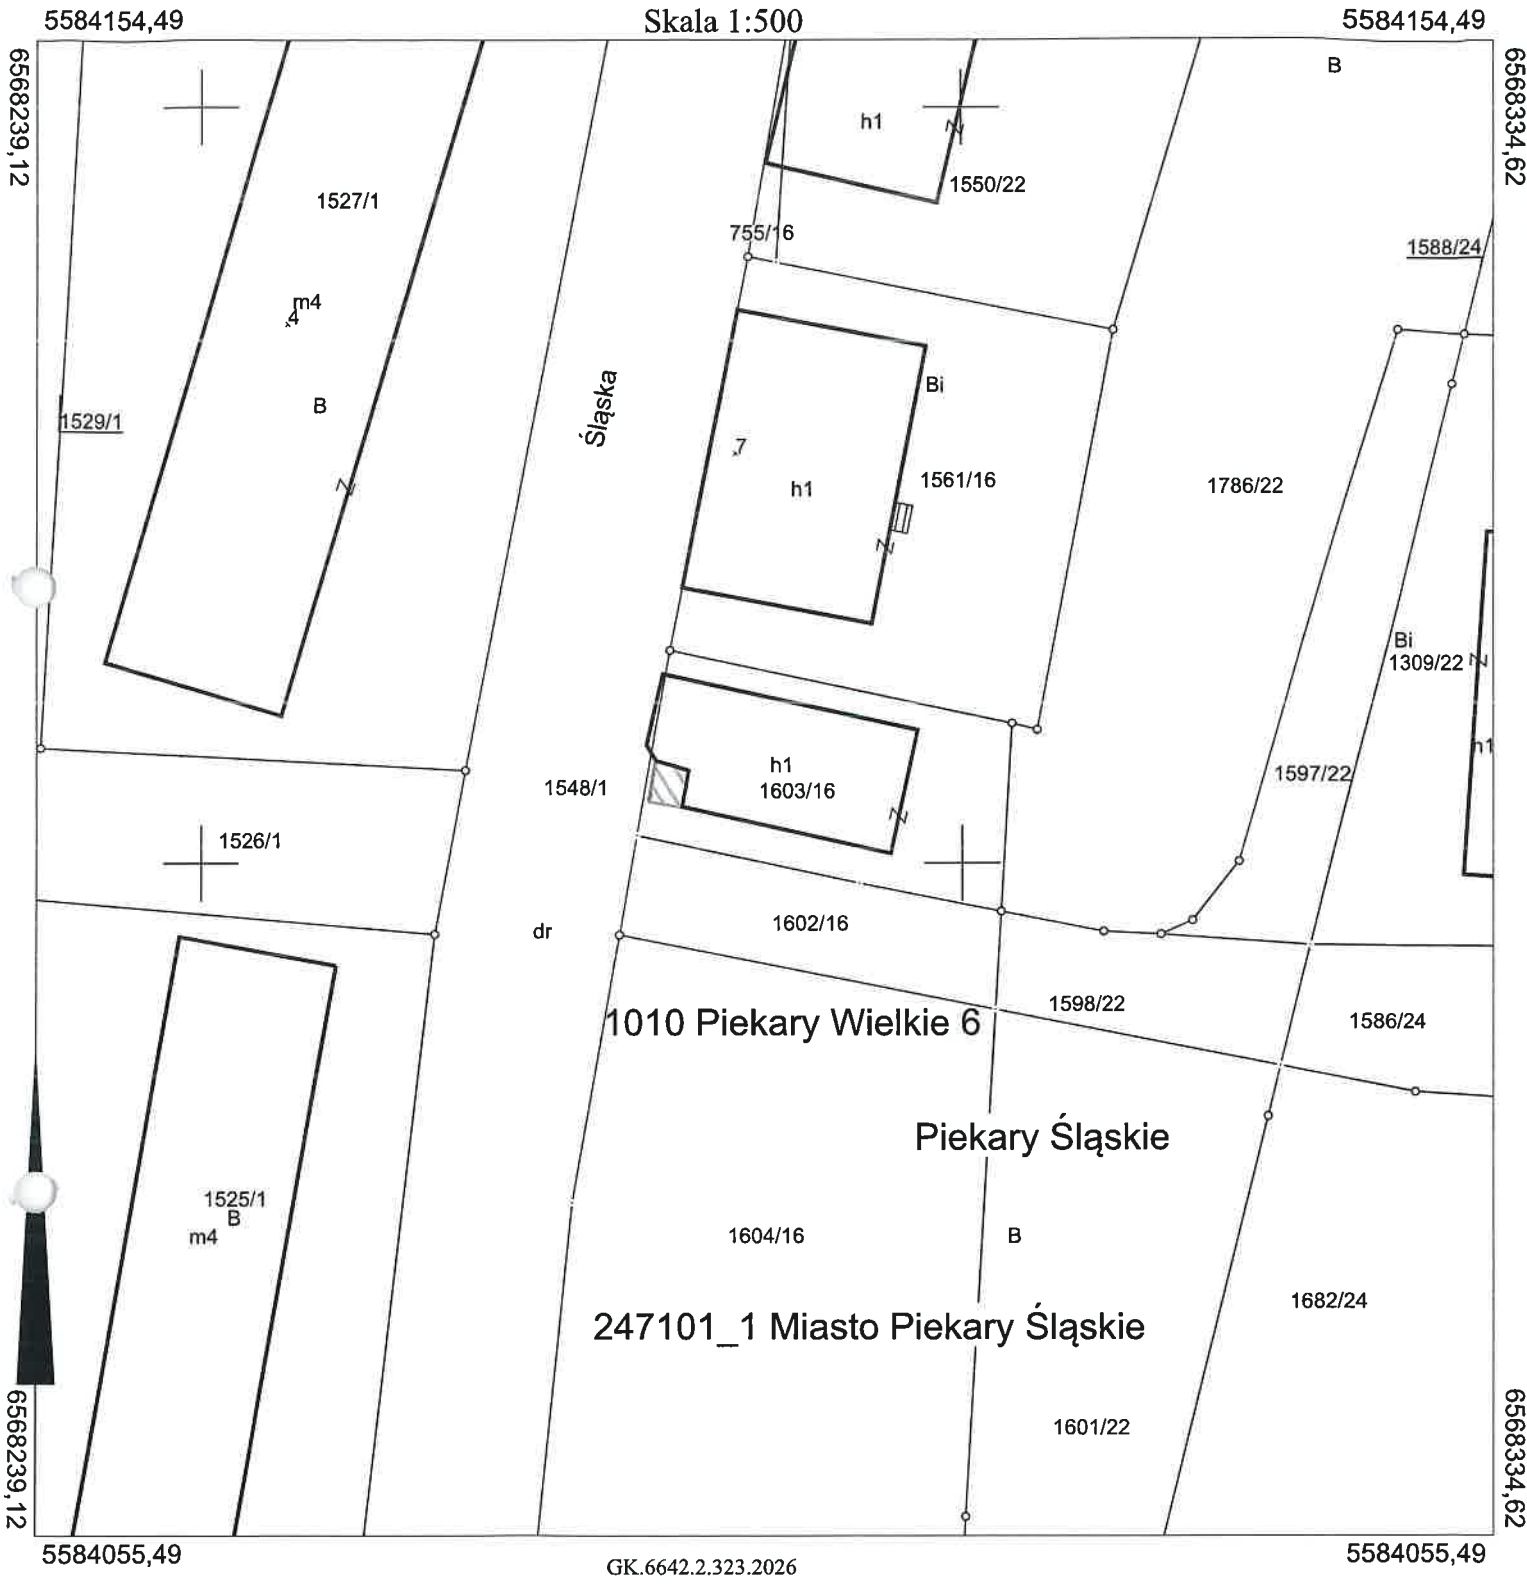 5584154,49
Skala 1:500
5584154,49
6568239,12
6568334,62
B
h1
Z
1550/22
1527/1
755/16
1588/24
m4
4
Śląska
Bi
B
1529/1
7
h1
1561/16
1786/22
Z
Z
Bi
1309/22
Z
h1
h1
1603/16
1597/22
1548/1
Z
1526/1
1602/16
dr
1598/22
1586/24
1010 Piekary Wielkie 6
Piekary Śląskie
1525/1
B
m4
1604/16
B
1682/24
247101_1 Miasto Piekary Śląskie
1601/22
6568239,12
6568334,62
5584055,49
5584055,49
GK.6642.2.323.2026